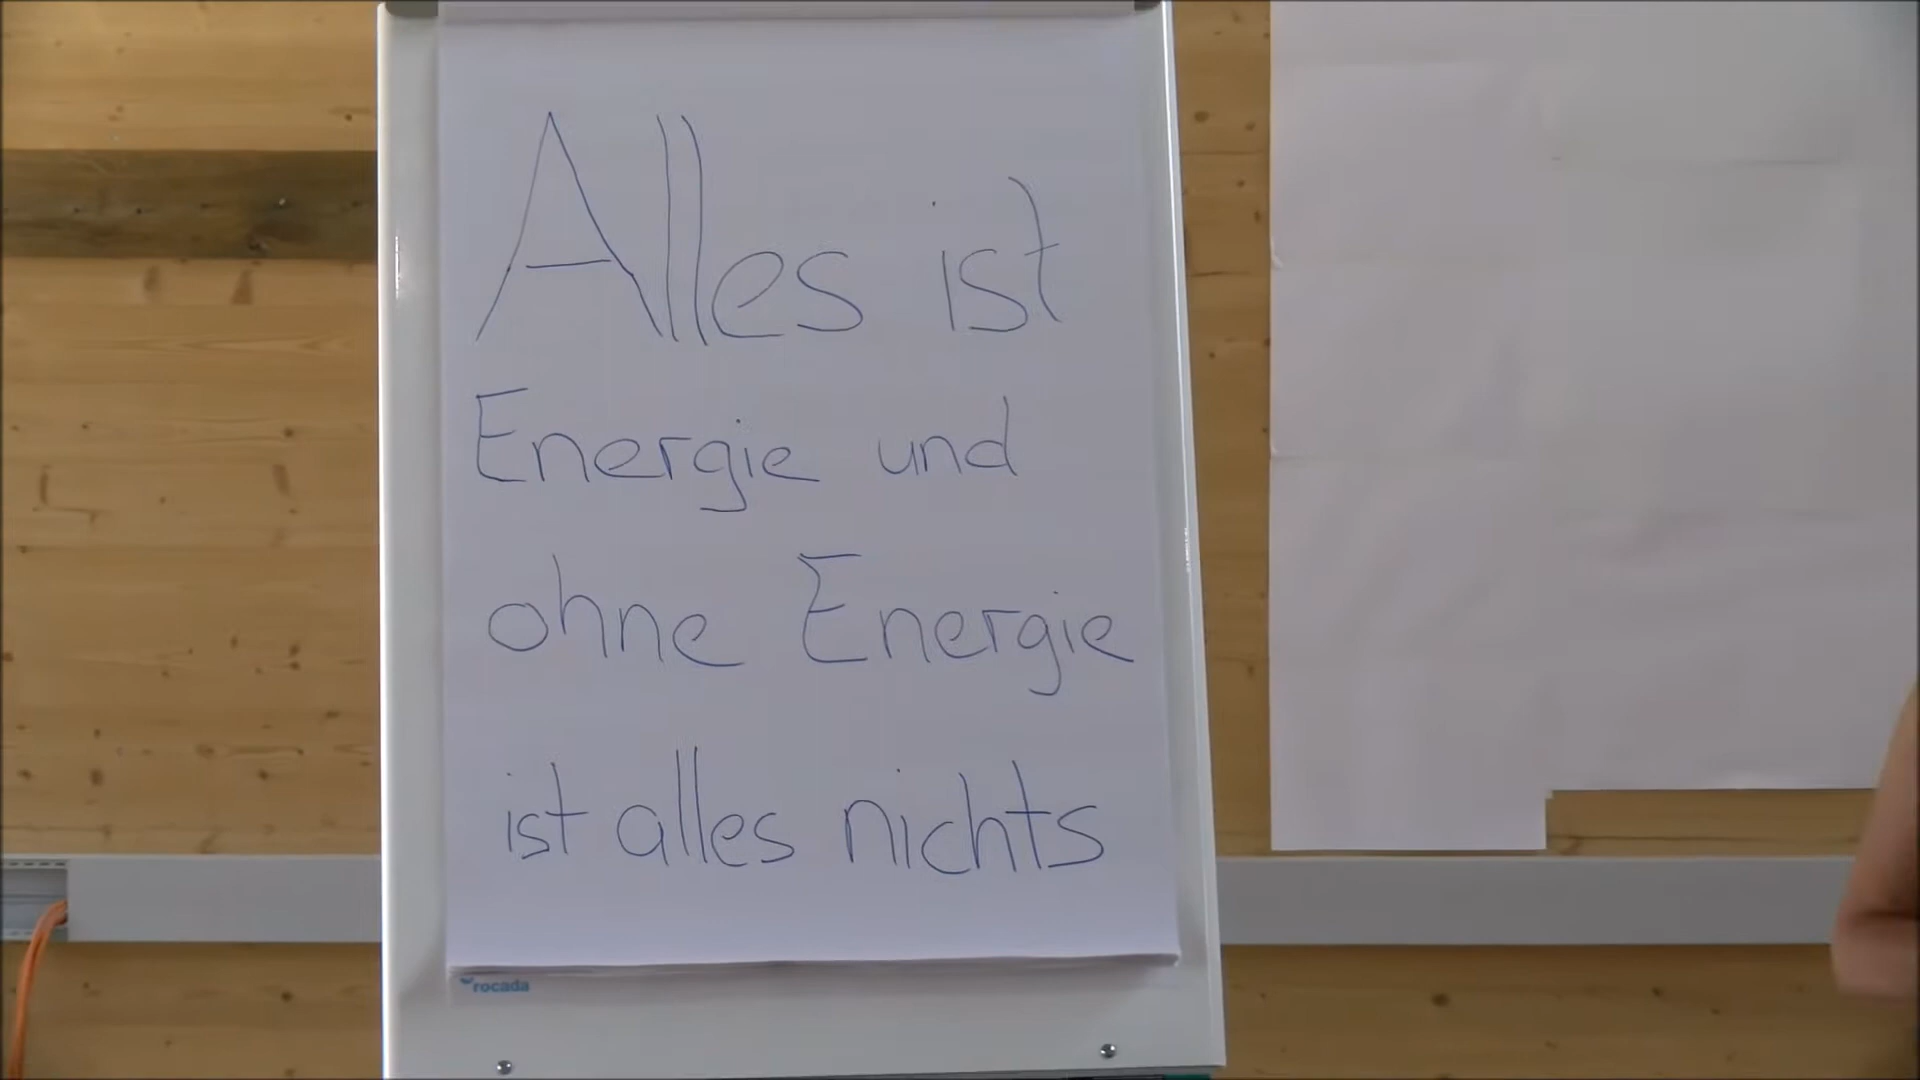 Alles ist
Energie und
ohne Energie
ist alles nichts
rocada